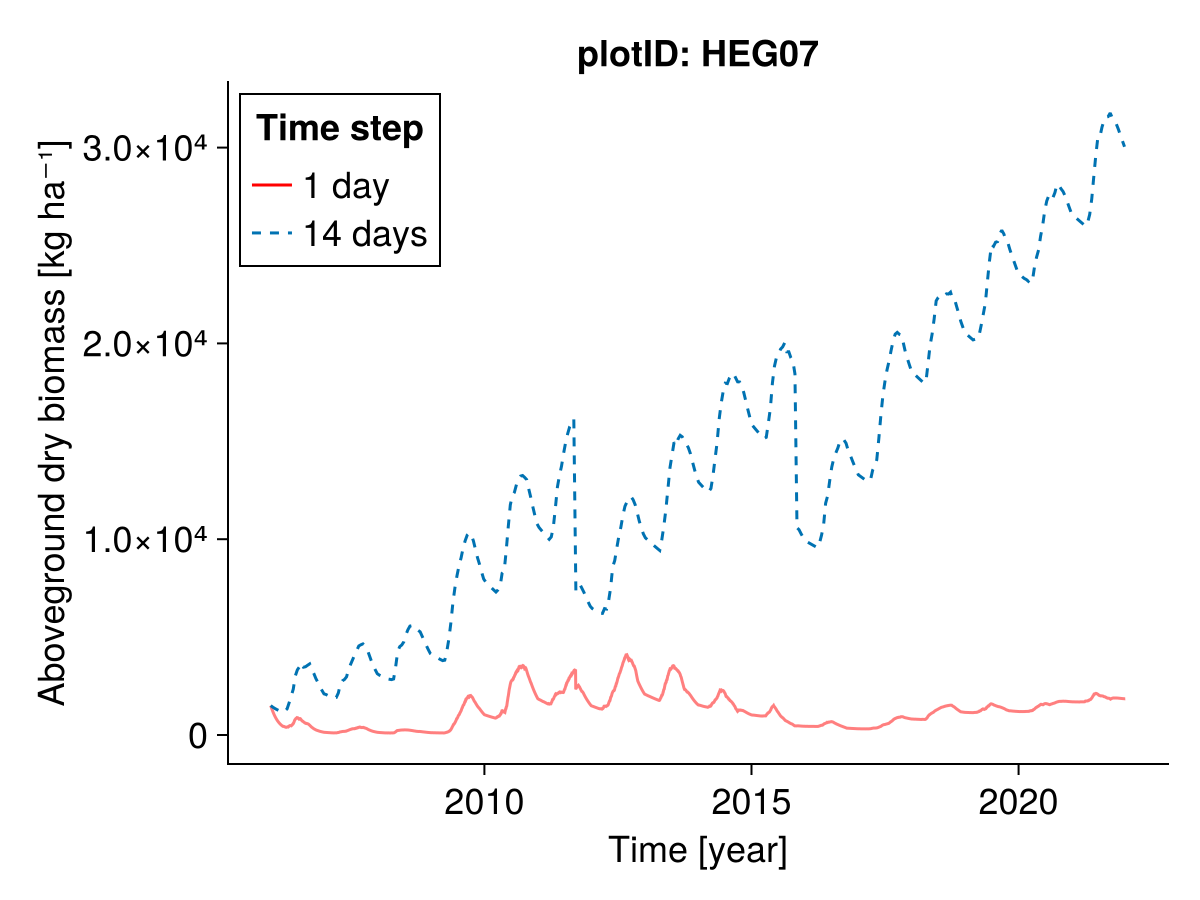 plotID: HEG07
Time step
1 day
14 days
Aboveground dry biomass [kg ha⁻¹]
3.0×10⁴
2.0×10⁴
1.0×10⁴
0
2010
2015
2020
Time [year]